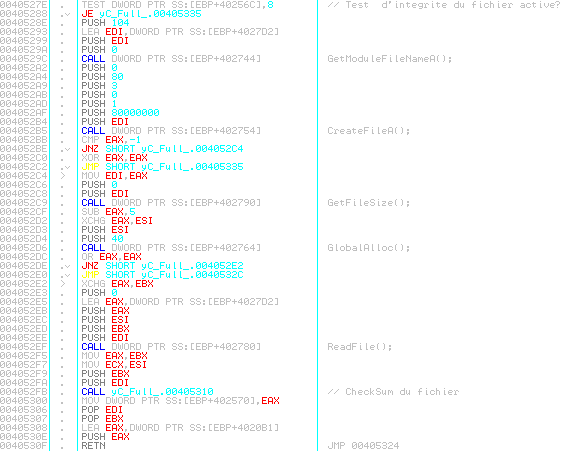 0040527E . TEST DWORD PTR SS:[EBP+40256C],8 // Test d'integrite du fichier active?
00405288 .v JE yC_Full_.00405335
0040528E . PUSH 104
00405293 . LEA EDI,DWORD PTR SS:[EBP+4027D2]
00405299 . PUSH EDI
0040529A . PUSH 0
0040529C . CALL DWORD PTR SS:[EBP+402744] GetModuleFileNameA();
004052A2 . PUSH 0
004052A4 . PUSH 80
004052A9 . PUSH 3
004052AB . PUSH 0
004052AD . PUSH 1
004052AF . PUSH 80000000
004052B4 . PUSH EDI
004052B5 . CALL DWORD PTR SS:[EBP+402754] CreateFileA();
004052BB . CMP EAX,-1
004052BE .v JNZ SHORT yC_Full_.004052C4
004052C0 . XOR EAX,EAX
004052C2 .v JMP SHORT yC_Full_.00405335
004052C4 > MOV EDI,EAX
004052C6 . PUSH 0
004052C8 . PUSH EDI
004052C9 . CALL DWORD PTR SS:[EBP+402790] GetFileSize();
004052CF . SUB EAX,5
004052D2 . XCHG EAX,ESI
004052D3 . PUSH ESI
004052D4 . PUSH 40
004052D6 . CALL DWORD PTR SS:[EBP+402764] GlobalAlloc();
004052DC . OR EAX,EAX
004052DE .v JNZ SHORT yC_Full_.004052E2
004052E0 .v JMP SHORT yC_Full_.0040532C
004052E2 > XCHG EAX,EBX
004052E3 . PUSH 0
004052E5 . LEA EAX,DWORD PTR SS:[EBP+4027D2]
004052EB . PUSH EAX
004052EC . PUSH ESI
004052ED . PUSH EBX
004052EE . PUSH EDI
004052EF . CALL DWORD PTR SS:[EBP+402780] ReadFile();
004052F5 . MOV EAX,EBX
004052F7 . MOV ECX,ESI
004052F9 . PUSH EBX
004052FA . PUSH EDI
004052FB . CALL yC_Full_.00405310 // CheckSum du fichier
00405300 . MOV DWORD PTR SS:[EBP+402570],EAX
00405306 . POP EDI
00405307 . POP EBX
00405308 . LEA EAX,DWORD PTR SS:[EBP+4020B1]
0040530E . PUSH EAX
0040530F . RETN JMP 00405324